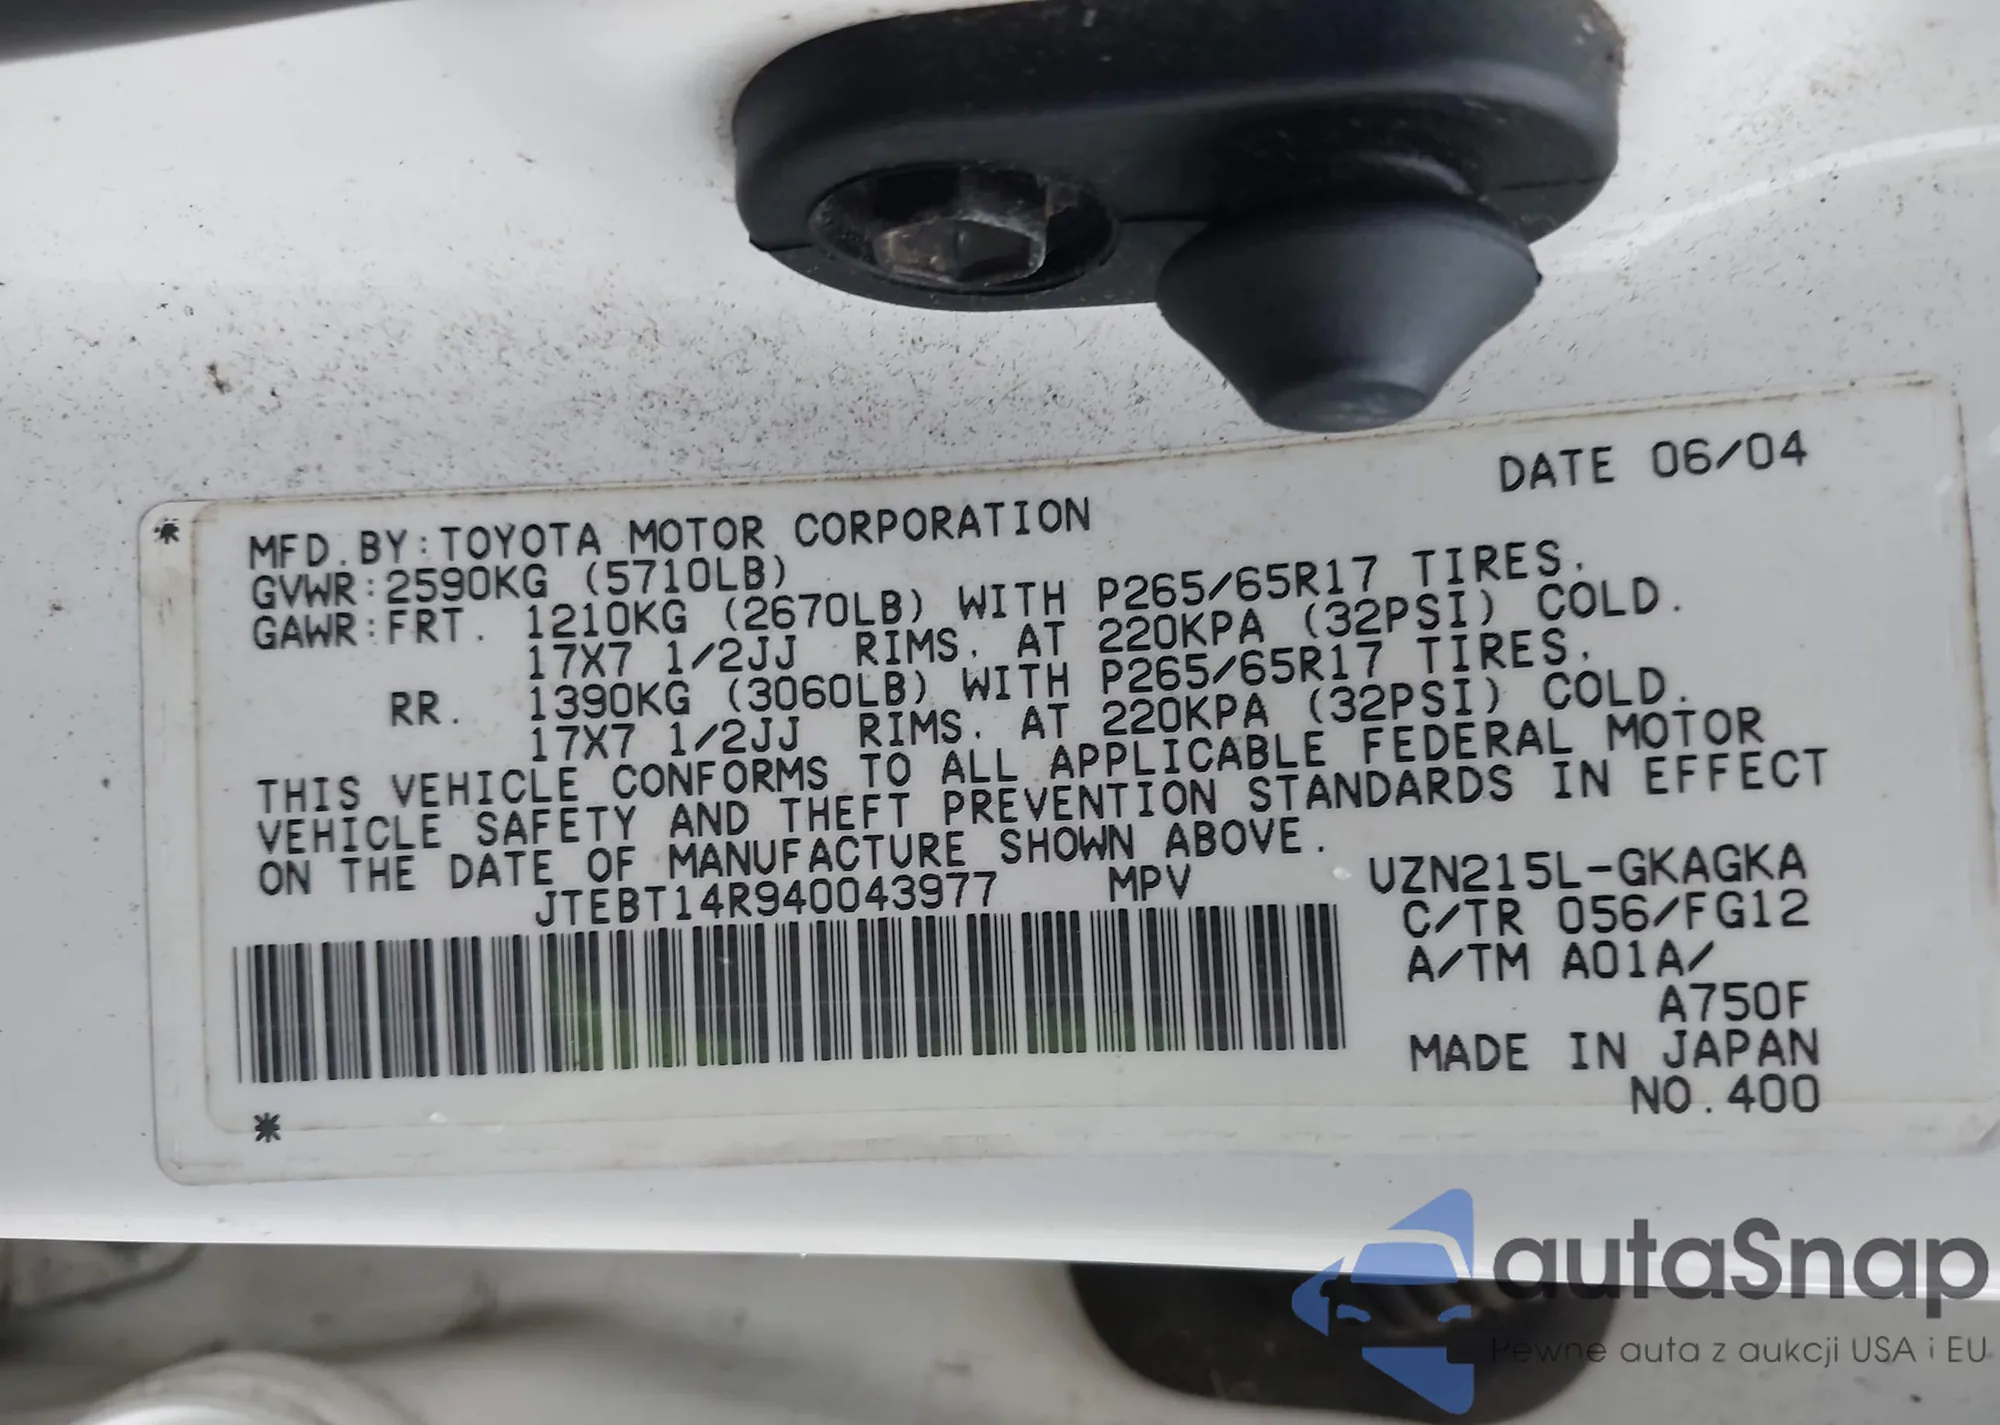 DATE 06/04
MFD.BY:TOYOTA MOTOR CORPORATION
GVWR:2590KG (5710LB)
GAWR:FRT. 1210KG (2670LB) WITH P265/65R17 TIRES.
17X7 1/2JJ RIMS. AT 220KPA (32PSI) COLD.
RR. 1390KG (3060LB) WITH P265/65R17 TIRES.
17X7 1/2JJ RIMS. AT 220KPA (32PSI) COLD.
THIS VEHICLE CONFORMS TO ALL APPLICABLE FEDERAL MOTOR
VEHICLE SAFETY AND THEFT PREVENTION STANDARDS IN EFFECT
ON THE DATE OF MANUFACTURE SHOWN ABOVE.
JTEBT14R940043977 MPV UZN215L-GKAGKA
C/TR 056/FG12
A/TM A01A/
A750F
MADE IN JAPAN
NO.400
autaSnap
Pewne auta z aukcji USA i EU